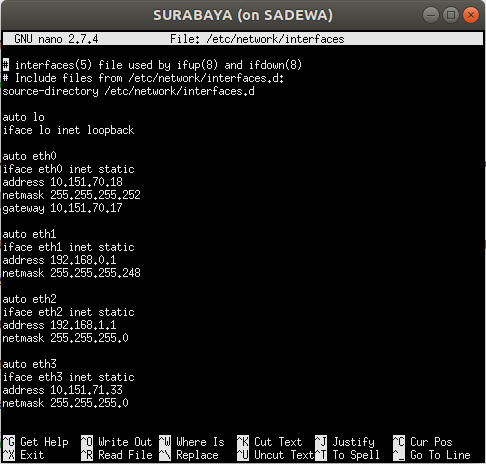 SURABAYA (on SADEWA)
GNU nano 2.7.4 File: /etc/network/interfaces
# interfaces(5) file used by ifup(8) and ifdown(8)
# Include files from /etc/network/interfaces.d:
source-directory /etc/network/interfaces.d
auto lo
iface lo inet loopback
auto eth0
iface eth0 inet static
address 10.151.70.18
netmask 255.255.255.252
gateway 10.151.70.17
auto eth1
iface eth1 inet static
address 192.168.0.1
netmask 255.255.255.248
auto eth2
iface eth2 inet static
address 192.168.1.1
netmask 255.255.255.0
auto eth3
iface eth3 inet static
address 10.151.71.33
netmask 255.255.255.0
^G Get Help ^O Write Out ^W Where Is ^K Cut Text ^J Justify ^C Cur Pos
^X Exit ^R Read File ^\ Replace ^U Uncut Text ^T To Spell ^_ Go To Line